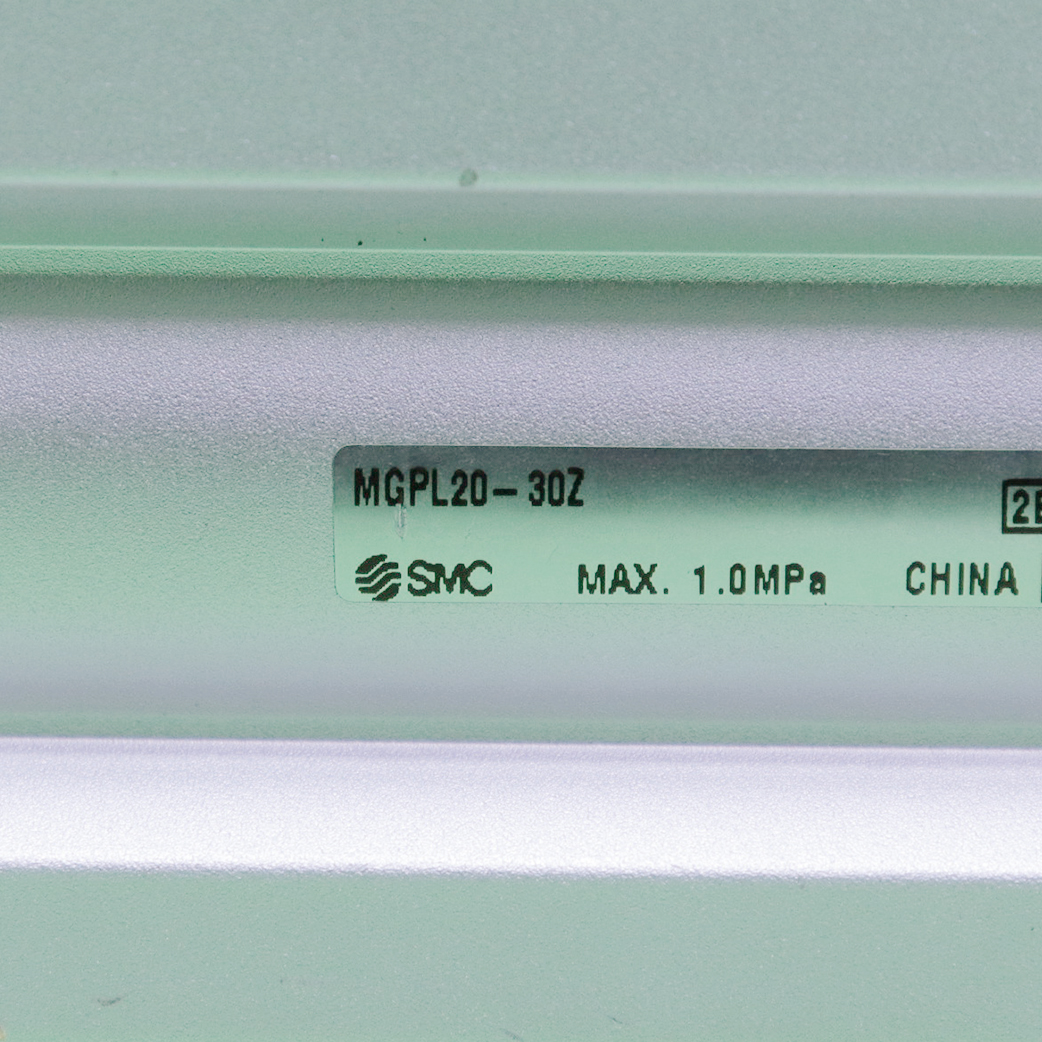 MGPL20-30Z
SMC MAX. 1.0MPa CHINA